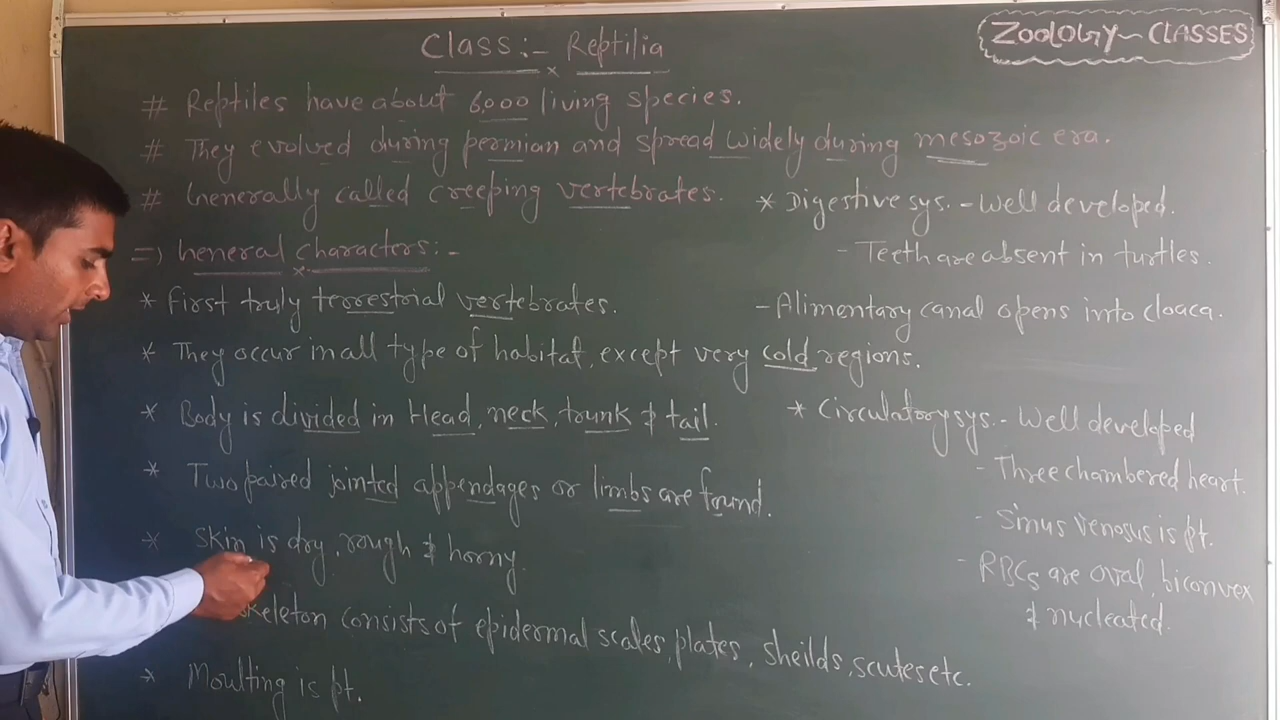 Class:- Reptilia
Zoology CLASSES
# Reptiles have about 6,000 living species.
# They evolved during permian and spread widely during mesozoic era.
# Generally called creeping vertebrates.
=) General characters:-
* First truly terrestrial vertebrates.
* They occur in all type of habitat, except very cold regions.
* Body is divided in Head, neck, trunk & tail.
* Two paired jointed appendages or limbs are found.
* Skin is dry, rough & horny.
skeleton consists of epidermal scales, plates, sheilds, scutes etc.
* Moulting is pt.
* Digestive sys. - Well developed.
- Teeth are absent in turtles.
- Alimentary canal opens into cloaca.
* Circulatory sys. - Well developed
- Three chambered heart.
- Sinus venosus is pt.
- RBCs are oval, biconvex
& nucleated.